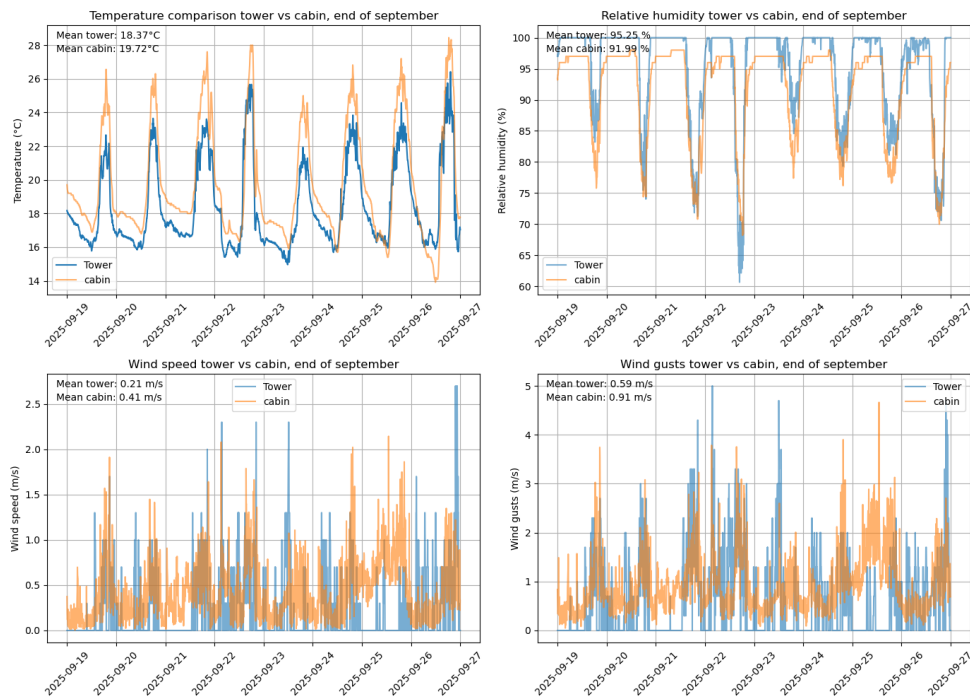 Temperature comparison tower vs cabin, end of september
Mean tower: 18.37°C
Mean cabin: 19.72°C
28
26
24
22
20
18
16
14
Temperature (°C)
Tower
cabin
2025-09-19
2025-09-20
2025-09-21
2025-09-22
2025-09-23
2025-09-24
2025-09-25
2025-09-26
2025-09-27
Relative humidity tower vs cabin, end of september
Mean tower: 95.25 %
Mean cabin: 91.99 %
100
95
90
85
80
75
70
65
60
Relative humidity (%)
Tower
cabin
2025-09-19
2025-09-20
2025-09-21
2025-09-22
2025-09-23
2025-09-24
2025-09-25
2025-09-26
2025-09-27
Wind speed tower vs cabin, end of september
Mean tower: 0.21 m/s
Mean cabin: 0.41 m/s
Tower
cabin
2.5
2.0
1.5
1.0
0.5
0.0
Wind speed (m/s)
2025-09-19
2025-09-20
2025-09-21
2025-09-22
2025-09-23
2025-09-24
2025-09-25
2025-09-26
2025-09-27
Wind gusts tower vs cabin, end of september
Mean tower: 0.59 m/s
Mean cabin: 0.91 m/s
Tower
cabin
5
4
3
2
1
0
Wind gusts (m/s)
2025-09-19
2025-09-20
2025-09-21
2025-09-22
2025-09-23
2025-09-24
2025-09-25
2025-09-26
2025-09-27